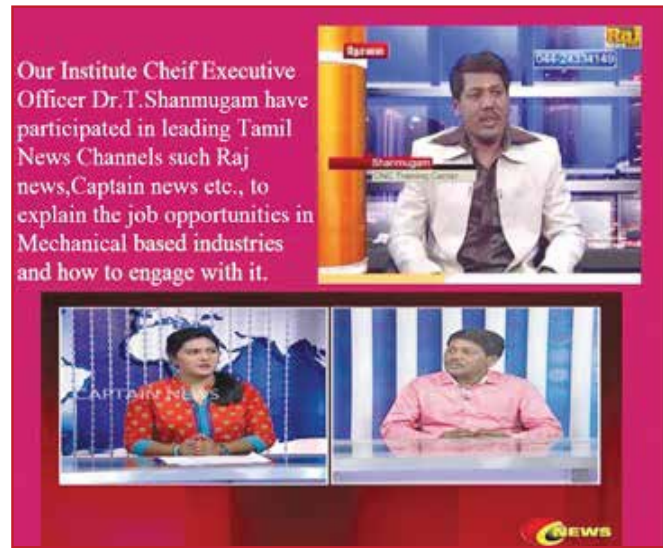 Our Institute Cheif Executive
Officer Dr.T.Shanmugam have
participated in leading Tamil
News Channels such Raj
news,Captain news etc., to
explain the job opportunities in
Mechanical based industries
and how to engage with it.
நேரலை
RaJ
044-24334149
Shanmugam
CNC Training Center
CAPTAIN NEWS
NEWS